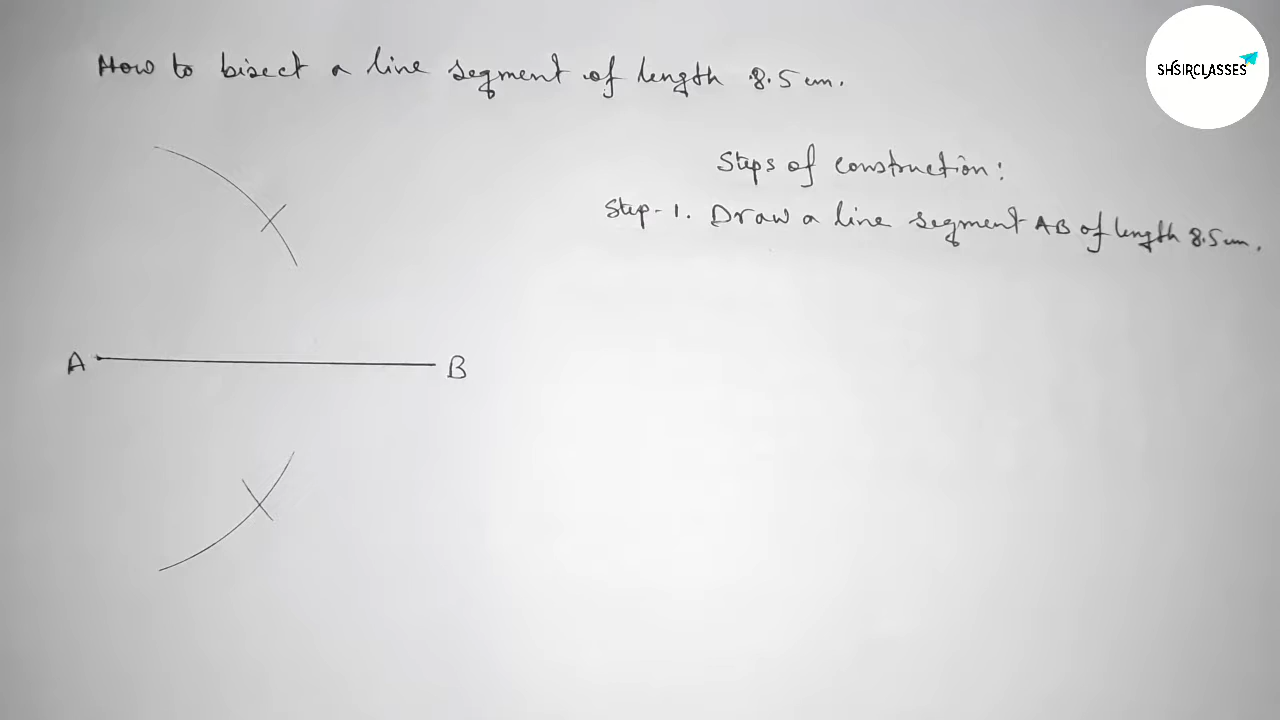 How to bisect a line segment of length 8.5 cm.
SHSIRCLASSES
Steps of construction:
Step-1. Draw a line segment AB of length 8.5 cm.
A
B